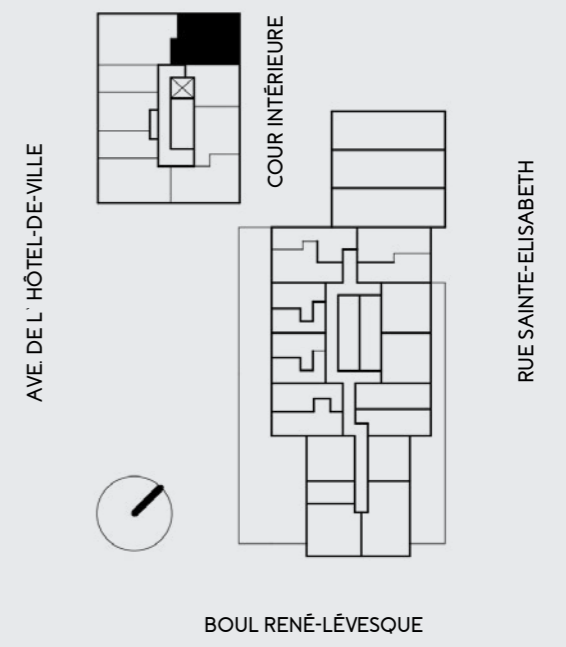 COUR INTÉRIEURE
AVE. DE L` HÔTEL-DE-VILLE
RUE SAINTE-ELISABETH
BOUL RENÉ-LÉVESQUE